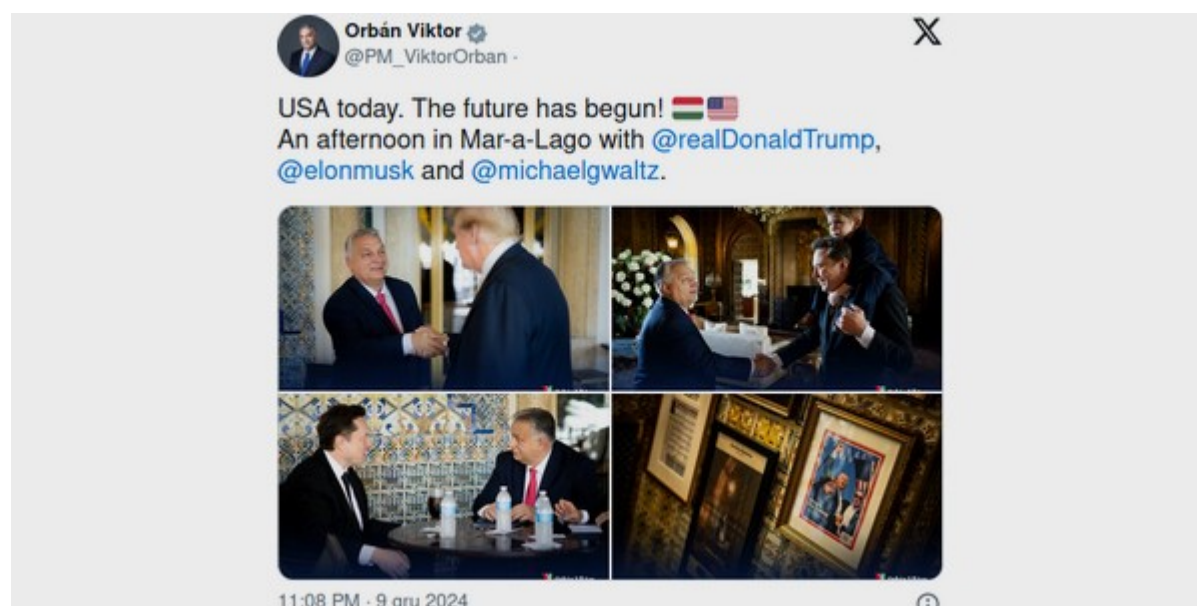 Orbán Viktor
@PM_ViktorOrban ·
USA today. The future has begun! 🇭🇺🇺🇸
An afternoon in Mar-a-Lago with @realDonaldTrump,
@elonmusk and @michaelgwaltz.
11:08 PM · 9 gru 2024